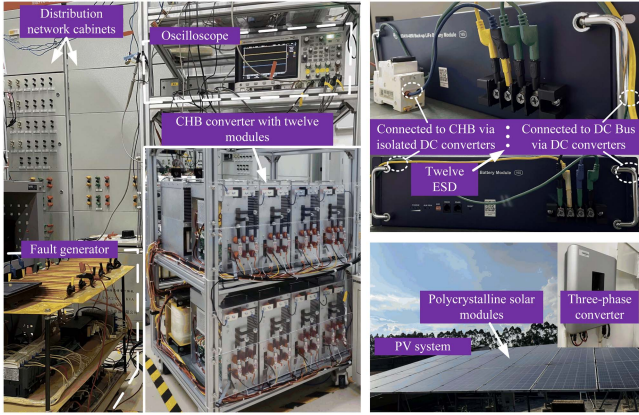 Distribution
network cabinets
Oscilloscope
CHB converter with twelve
modules
Fault generator
Connected to CHB via
isolated DC converters
Connected to DC Bus
via DC converters
Twelve
ESD
Battery Module
Polycrystalline solar
modules
Three-phase
converter
PV system